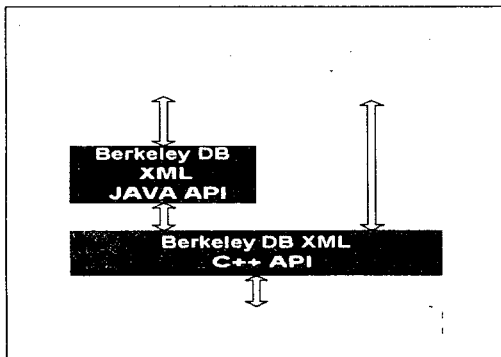 Berkeley DB
XML
JAVA API
Berkeley DB XML
C++ API